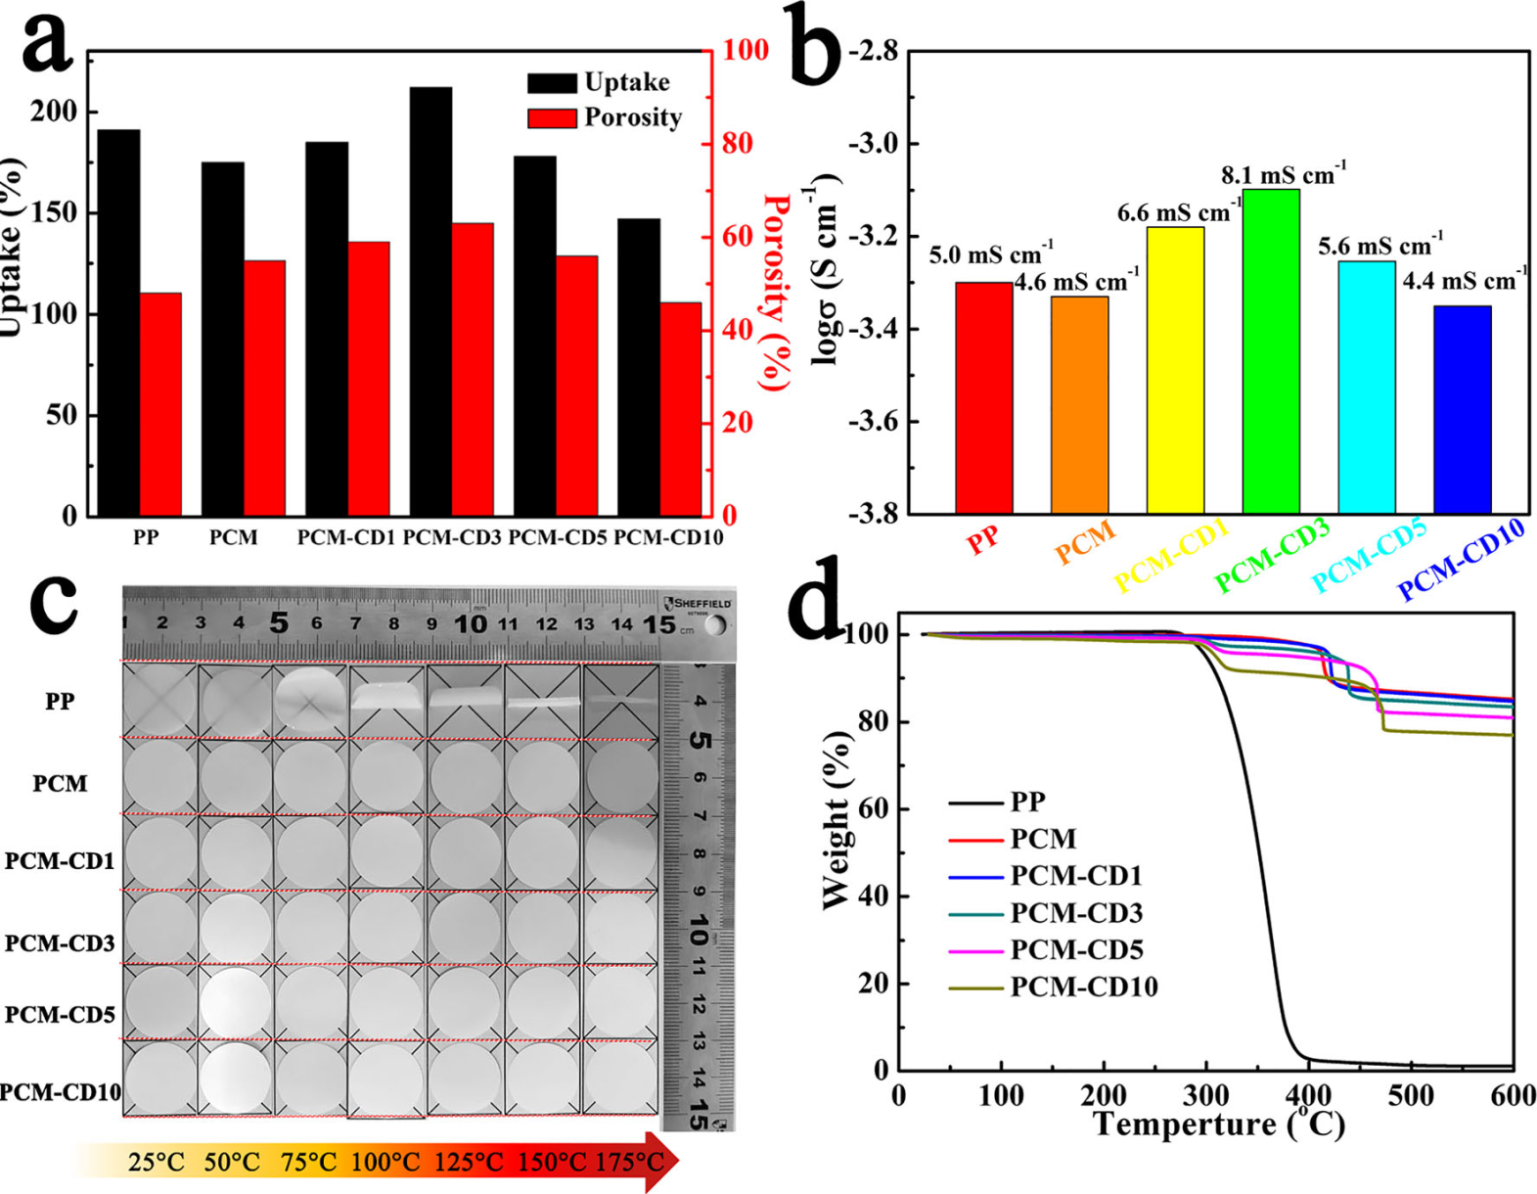 a
Uptake
Porosity
Uptake (%)
200
150
100
50
0
100
80
60
40
20
0
Porosity (%)
PP PCM PCM-CD1 PCM-CD3 PCM-CD5 PCM-CD10
b
-2.8
-3.0
-3.2
-3.4
-3.6
-3.8
logσ (S cm⁻¹)
5.0 mS cm⁻¹
4.6 mS cm⁻¹
6.6 mS cm⁻¹
8.1 mS cm⁻¹
5.6 mS cm⁻¹
4.4 mS cm⁻¹
PP PCM PCM-CD1 PCM-CD3 PCM-CD5 PCM-CD10
c
SHEFFIELD
1 2 3 4 5 6 7 8 9 10 11 12 13 14 15 cm
mm
PP
PCM
PCM-CD1
PCM-CD3
PCM-CD5
PCM-CD10
3
4
5
6
7
8
9
10
11
12
13
14
15
25°C 50°C 75°C 100°C 125°C 150°C 175°C
d
100
80
60
40
20
0
Weight (%)
PP
PCM
PCM-CD1
PCM-CD3
PCM-CD5
PCM-CD10
0 100 200 300 400 500 600
Temperture (°C)